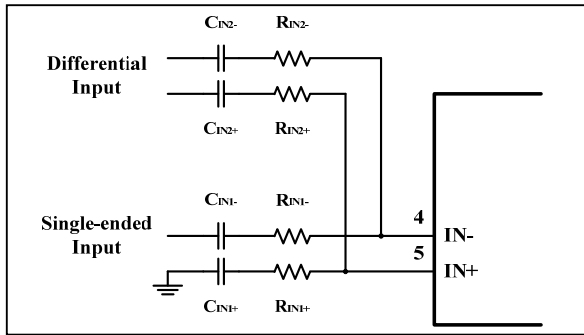 CIN2- RIN2-
Differential
Input
CIN2+ RIN2+
CIN1- RIN1-
Single-ended
Input
4
IN-
5
IN+
CIN1+ RIN1+